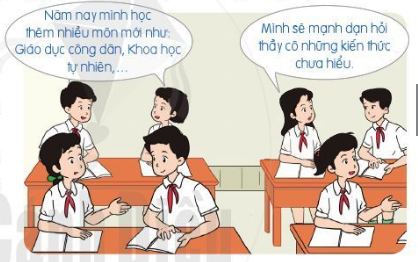 Năm nay mình học
thêm nhiều môn mới như:
Giáo dục công dân, Khoa học
tự nhiên,...
Mình sẽ mạnh dạn hỏi
thầy cô những kiến thức
chưa hiểu.